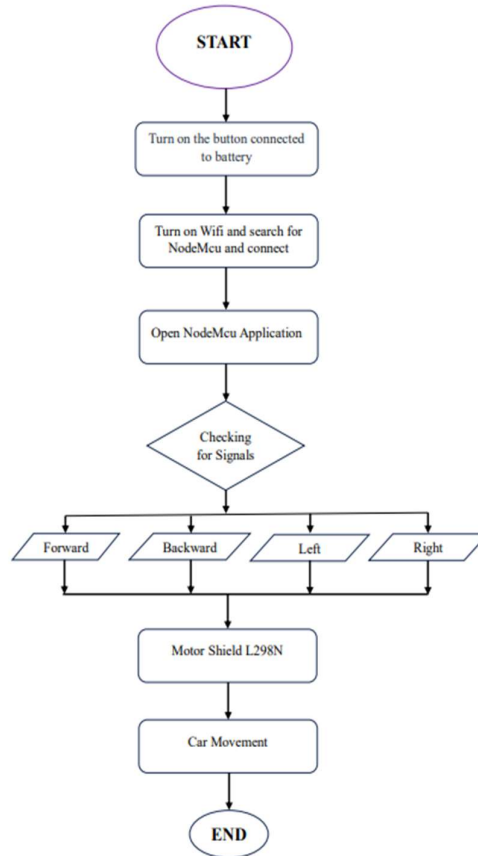 START
Turn on the button connected
to battery
Turn on Wifi and search for
NodeMcu and connect
Open NodeMcu Application
Checking
for Signals
Forward
Backward
Left
Right
Motor Shield L298N
Car Movement
END